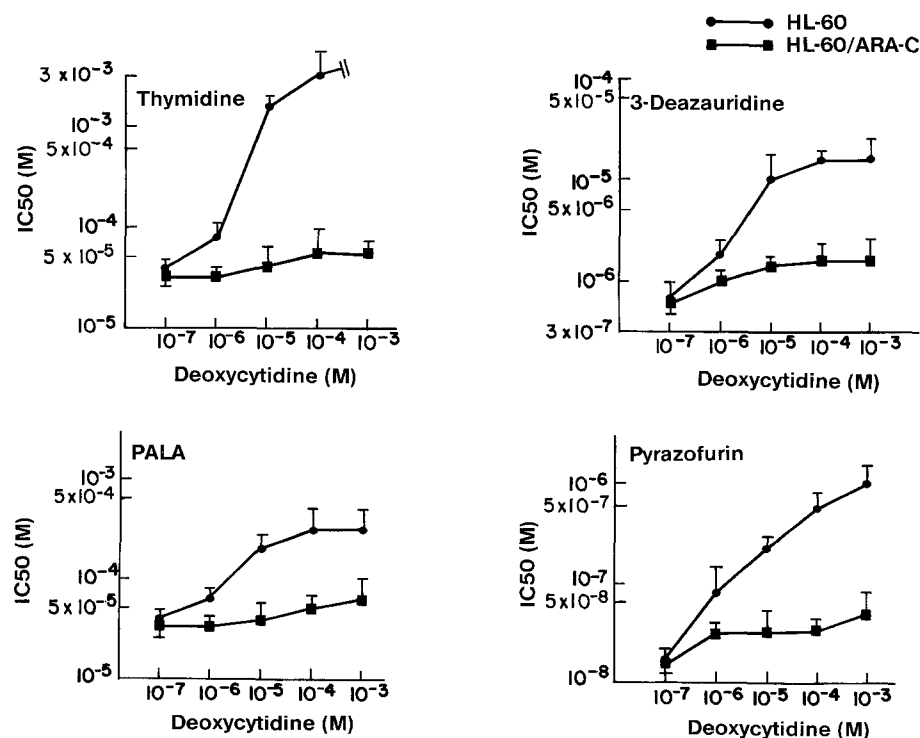 HL-60
HL-60/ARA-C
Thymidine
IC50 (M)
3 x 10⁻³
10⁻³
5x10⁻⁴
10⁻⁴
5 x 10⁻⁵
10⁻⁵
10⁻⁷ 10⁻⁶ 10⁻⁵ 10⁻⁴ 10⁻³
Deoxycytidine (M)
3-Deazauridine
IC50 (M)
10⁻⁴
5x10⁻⁵
10⁻⁵
5x10⁻⁶
10⁻⁶
3x10⁻⁷
10⁻⁷ 10⁻⁶ 10⁻⁵ 10⁻⁴ 10⁻³
Deoxycytidine (M)
PALA
IC50 (M)
10⁻³
5x10⁻⁴
10⁻⁴
5x10⁻⁵
10⁻⁵
10⁻⁷ 10⁻⁶ 10⁻⁵ 10⁻⁴ 10⁻³
Deoxycytidine (M)
Pyrazofurin
IC50 (M)
10⁻⁶
5x10⁻⁷
10⁻⁷
5x10⁻⁸
10⁻⁸
10⁻⁷ 10⁻⁶ 10⁻⁵ 10⁻⁴ 10⁻³
Deoxycytidine (M)